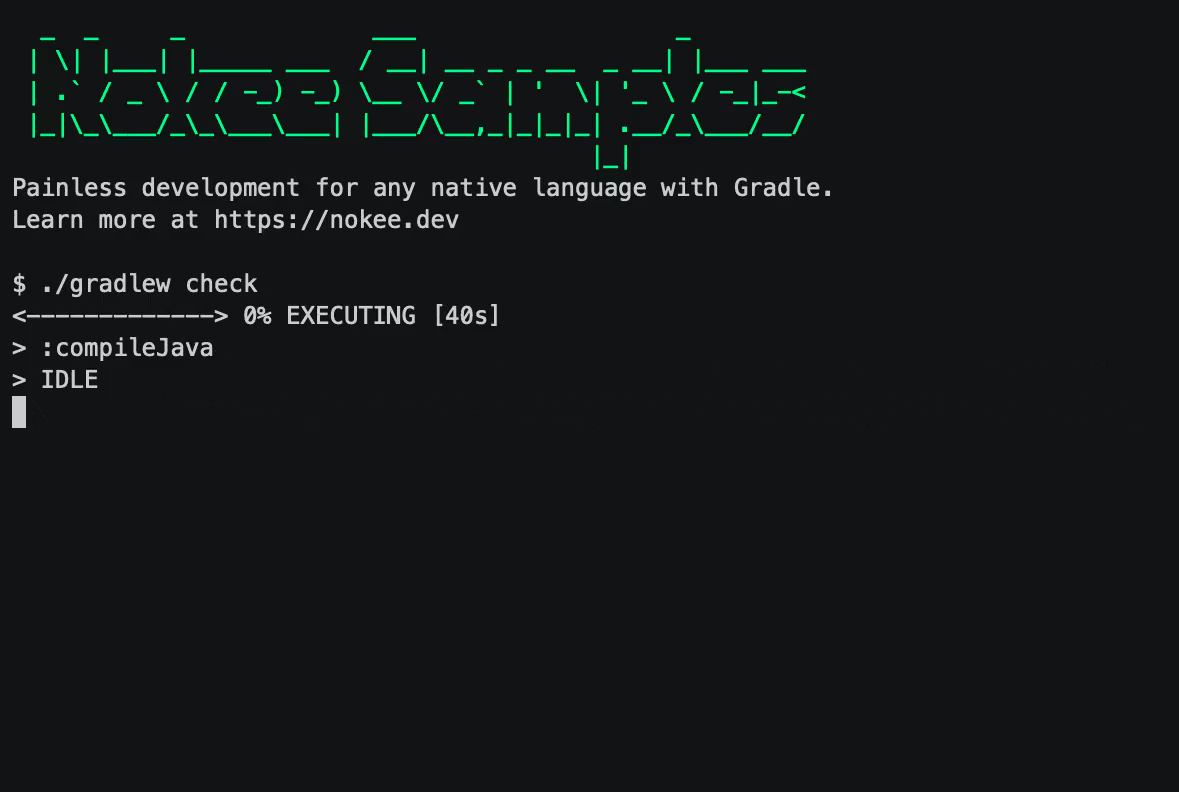 Nokee Samples
Painless development for any native language with Gradle.
Learn more at https://nokee.dev
$ ./gradlew check
<-------------> 0% EXECUTING [40s]
> :compileJava
> IDLE